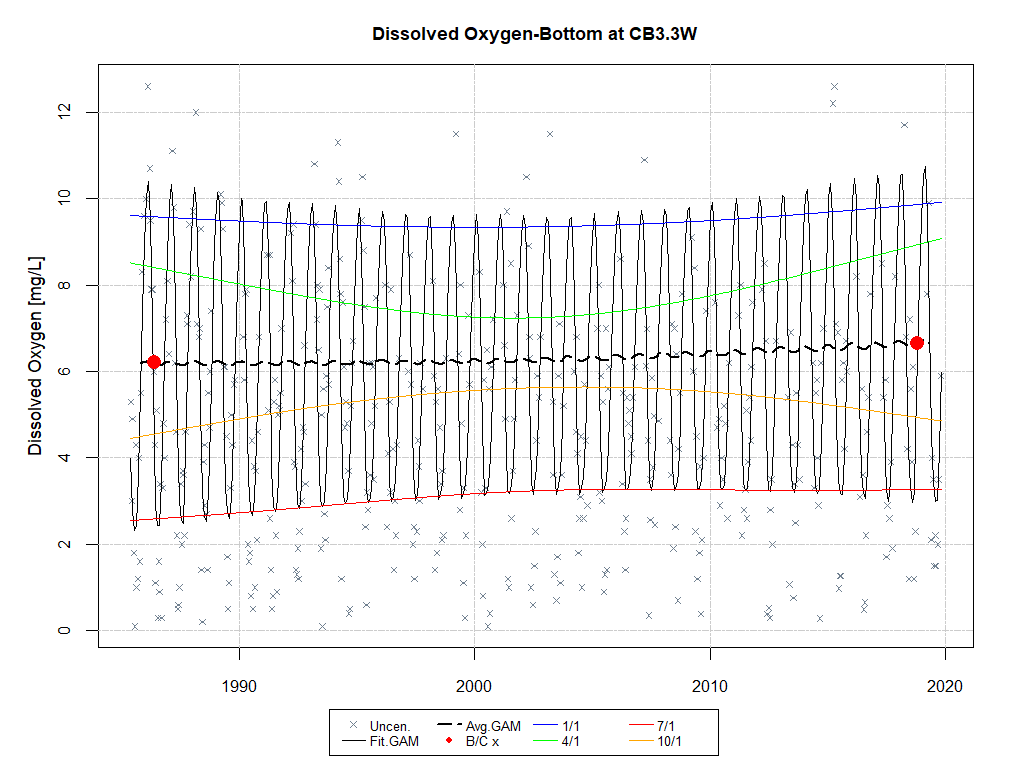 Dissolved Oxygen-Bottom at CB3.3W
Dissolved Oxygen [mg/L]
12
10
8
6
4
2
0
1990 2000 2010 2020
Uncen. Avg.GAM 1/1 7/1
Fit.GAM B/C x 4/1 10/1